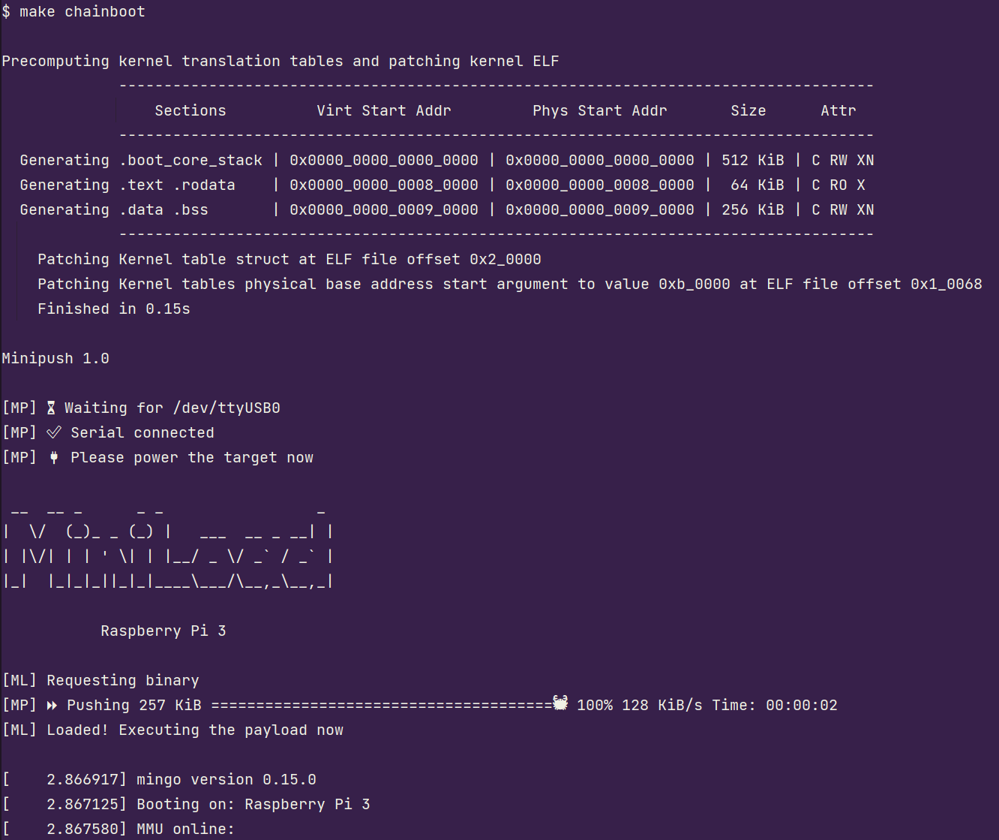 $ make chainboot
Precomputing kernel translation tables and patching kernel ELF
------------------------------------------------------------------------------------
Sections Virt Start Addr Phys Start Addr Size Attr
------------------------------------------------------------------------------------
Generating .boot_core_stack | 0x0000_0000_0000_0000 | 0x0000_0000_0000_0000 | 512 KiB | C RW XN
Generating .text .rodata | 0x0000_0000_0008_0000 | 0x0000_0000_0008_0000 | 64 KiB | C RO X
Generating .data .bss | 0x0000_0000_0009_0000 | 0x0000_0000_0009_0000 | 256 KiB | C RW XN
------------------------------------------------------------------------------------
Patching Kernel table struct at ELF file offset 0x2_0000
Patching Kernel tables physical base address start argument to value 0xb_0000 at ELF file offset 0x1_0068
Finished in 0.15s
Minipush 1.0
[MP] ⏳ Waiting for /dev/ttyUSB0
[MP] ✅ Serial connected
[MP] 🔌 Please power the target now
 __  __ _      _ _                 _
|  \/  (_)_ _ (_) |   ___  __ _ __| |
| |\/| | | ' \| | |__/ _ \/ _` / _` |
|_|  |_|_|_||_|_|____\___/\__,_\__,_|
Raspberry Pi 3
[ML] Requesting binary
[MP] ⏩ Pushing 257 KiB ======================================🦀 100% 128 KiB/s Time: 00:00:02
[ML] Loaded! Executing the payload now
[    2.866917] mingo version 0.15.0
[    2.867125] Booting on: Raspberry Pi 3
[    2.867580] MMU online: